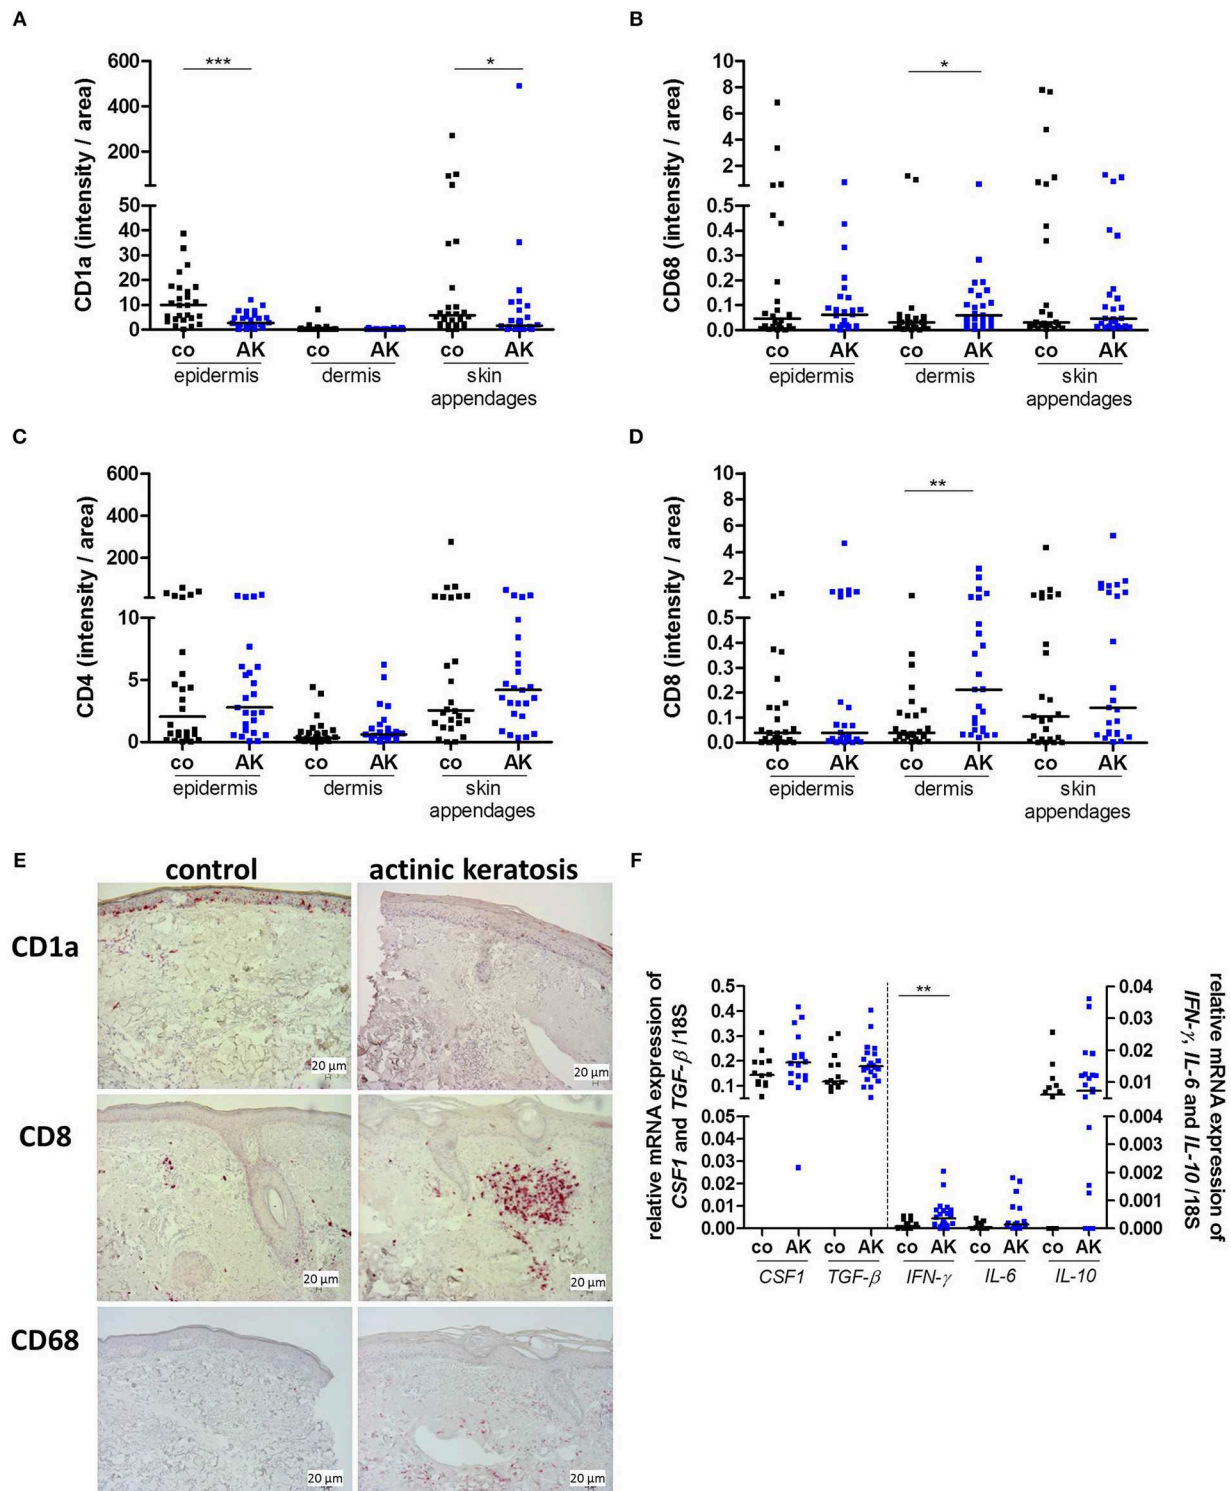 A
CD1a (intensity / area)
600
400
200
50
40
30
20
10
0
***
*
co AK co AK co AK
epidermis dermis skin
appendages
B
CD68 (intensity / area)
10
8
6
4
2
0.5
0.4
0.3
0.2
0.1
0.0
*
co AK co AK co AK
epidermis dermis skin
appendages
C
CD4 (intensity / area)
600
400
200
10
5
0
co AK co AK co AK
epidermis dermis skin
appendages
D
CD8 (intensity / area)
10
8
6
4
2
0.5
0.4
0.3
0.2
0.1
0.0
**
co AK co AK co AK
epidermis dermis skin
appendages
E
control actinic keratosis
CD1a
20 µm 20 µm
CD8
20 µm 20 µm
CD68
20 µm 20 µm
F
relative mRNA expression of
CSF1 and TGF-β /18S
0.5
0.4
0.3
0.2
0.1
0.05
0.04
0.03
0.02
0.01
0.00
**
co AK co AK co AK co AK co AK
CSF1 TGF-β IFN-γ IL-6 IL-10
0.04
0.03
0.02
0.01
0.004
0.003
0.002
0.001
0.000
relative mRNA expression of
IFN-γ, IL-6 and IL-10 /18S